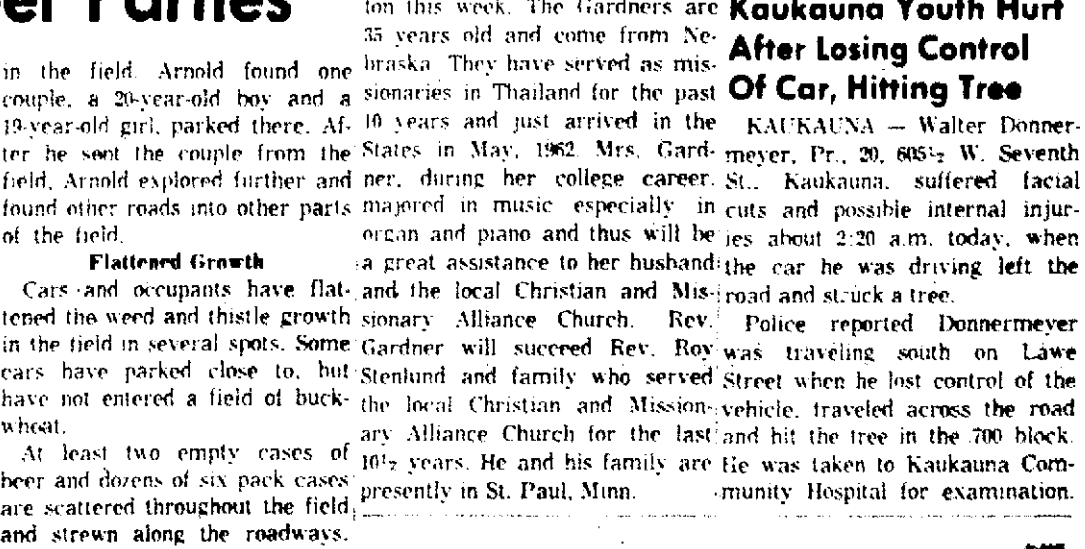 er Parties
in the field. Arnold found one
couple, a 20-year-old boy and a
19-year-old girl, parked there. Af-
ter he sent the couple from the
field, Arnold explored further and
found other roads into other parts
of the field.
Flattened Growth
Cars and occupants have flat-
tened the weed and thistle growth
in the field in several spots. Some
cars have parked close to, but
have not entered a field of buck-
wheat.
At least two empty cases of
beer and dozens of six pack cases
are scattered throughout the field
and strewn along the roadways.
ton this week. The Gardners are
35 years old and come from Ne-
braska. They have served as mis-
sionaries in Thailand for the past
10 years and just arrived in the
States in May, 1962. Mrs. Gard-
ner, during her college career,
majored in music especially in
organ and piano and thus will be
a great assistance to her husband
and the local Christian and Mis-
sionary Alliance Church. Rev.
Gardner will succeed Rev. Roy
Stenlund and family who served
the local Christian and Mission-
ary Alliance Church for the last
10½ years. He and his family are
presently in St. Paul, Minn.
Kaukauna Youth Hurt
After Losing Control
Of Car, Hitting Tree
KAUKAUNA — Walter Donner-
meyer, Pr., 20, 605½ W. Seventh
St., Kaukauna, suffered facial
cuts and possible internal injur-
ies about 2:20 a.m. today, when
the car he was driving left the
road and struck a tree.
Police reported Donnermeyer
was traveling south on Lawe
Street when he lost control of the
vehicle, traveled across the road
and hit the tree in the 700 block.
He was taken to Kaukauna Com-
munity Hospital for examination.